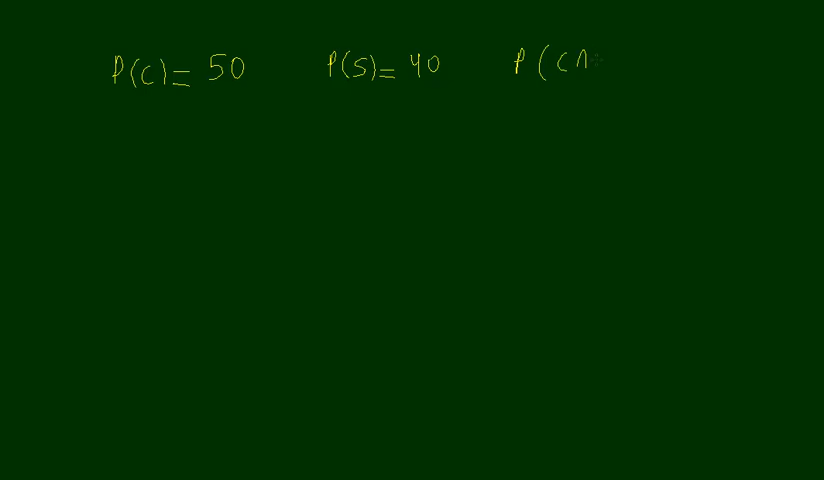 P(C) = 50 P(S) = 40 P(C∩